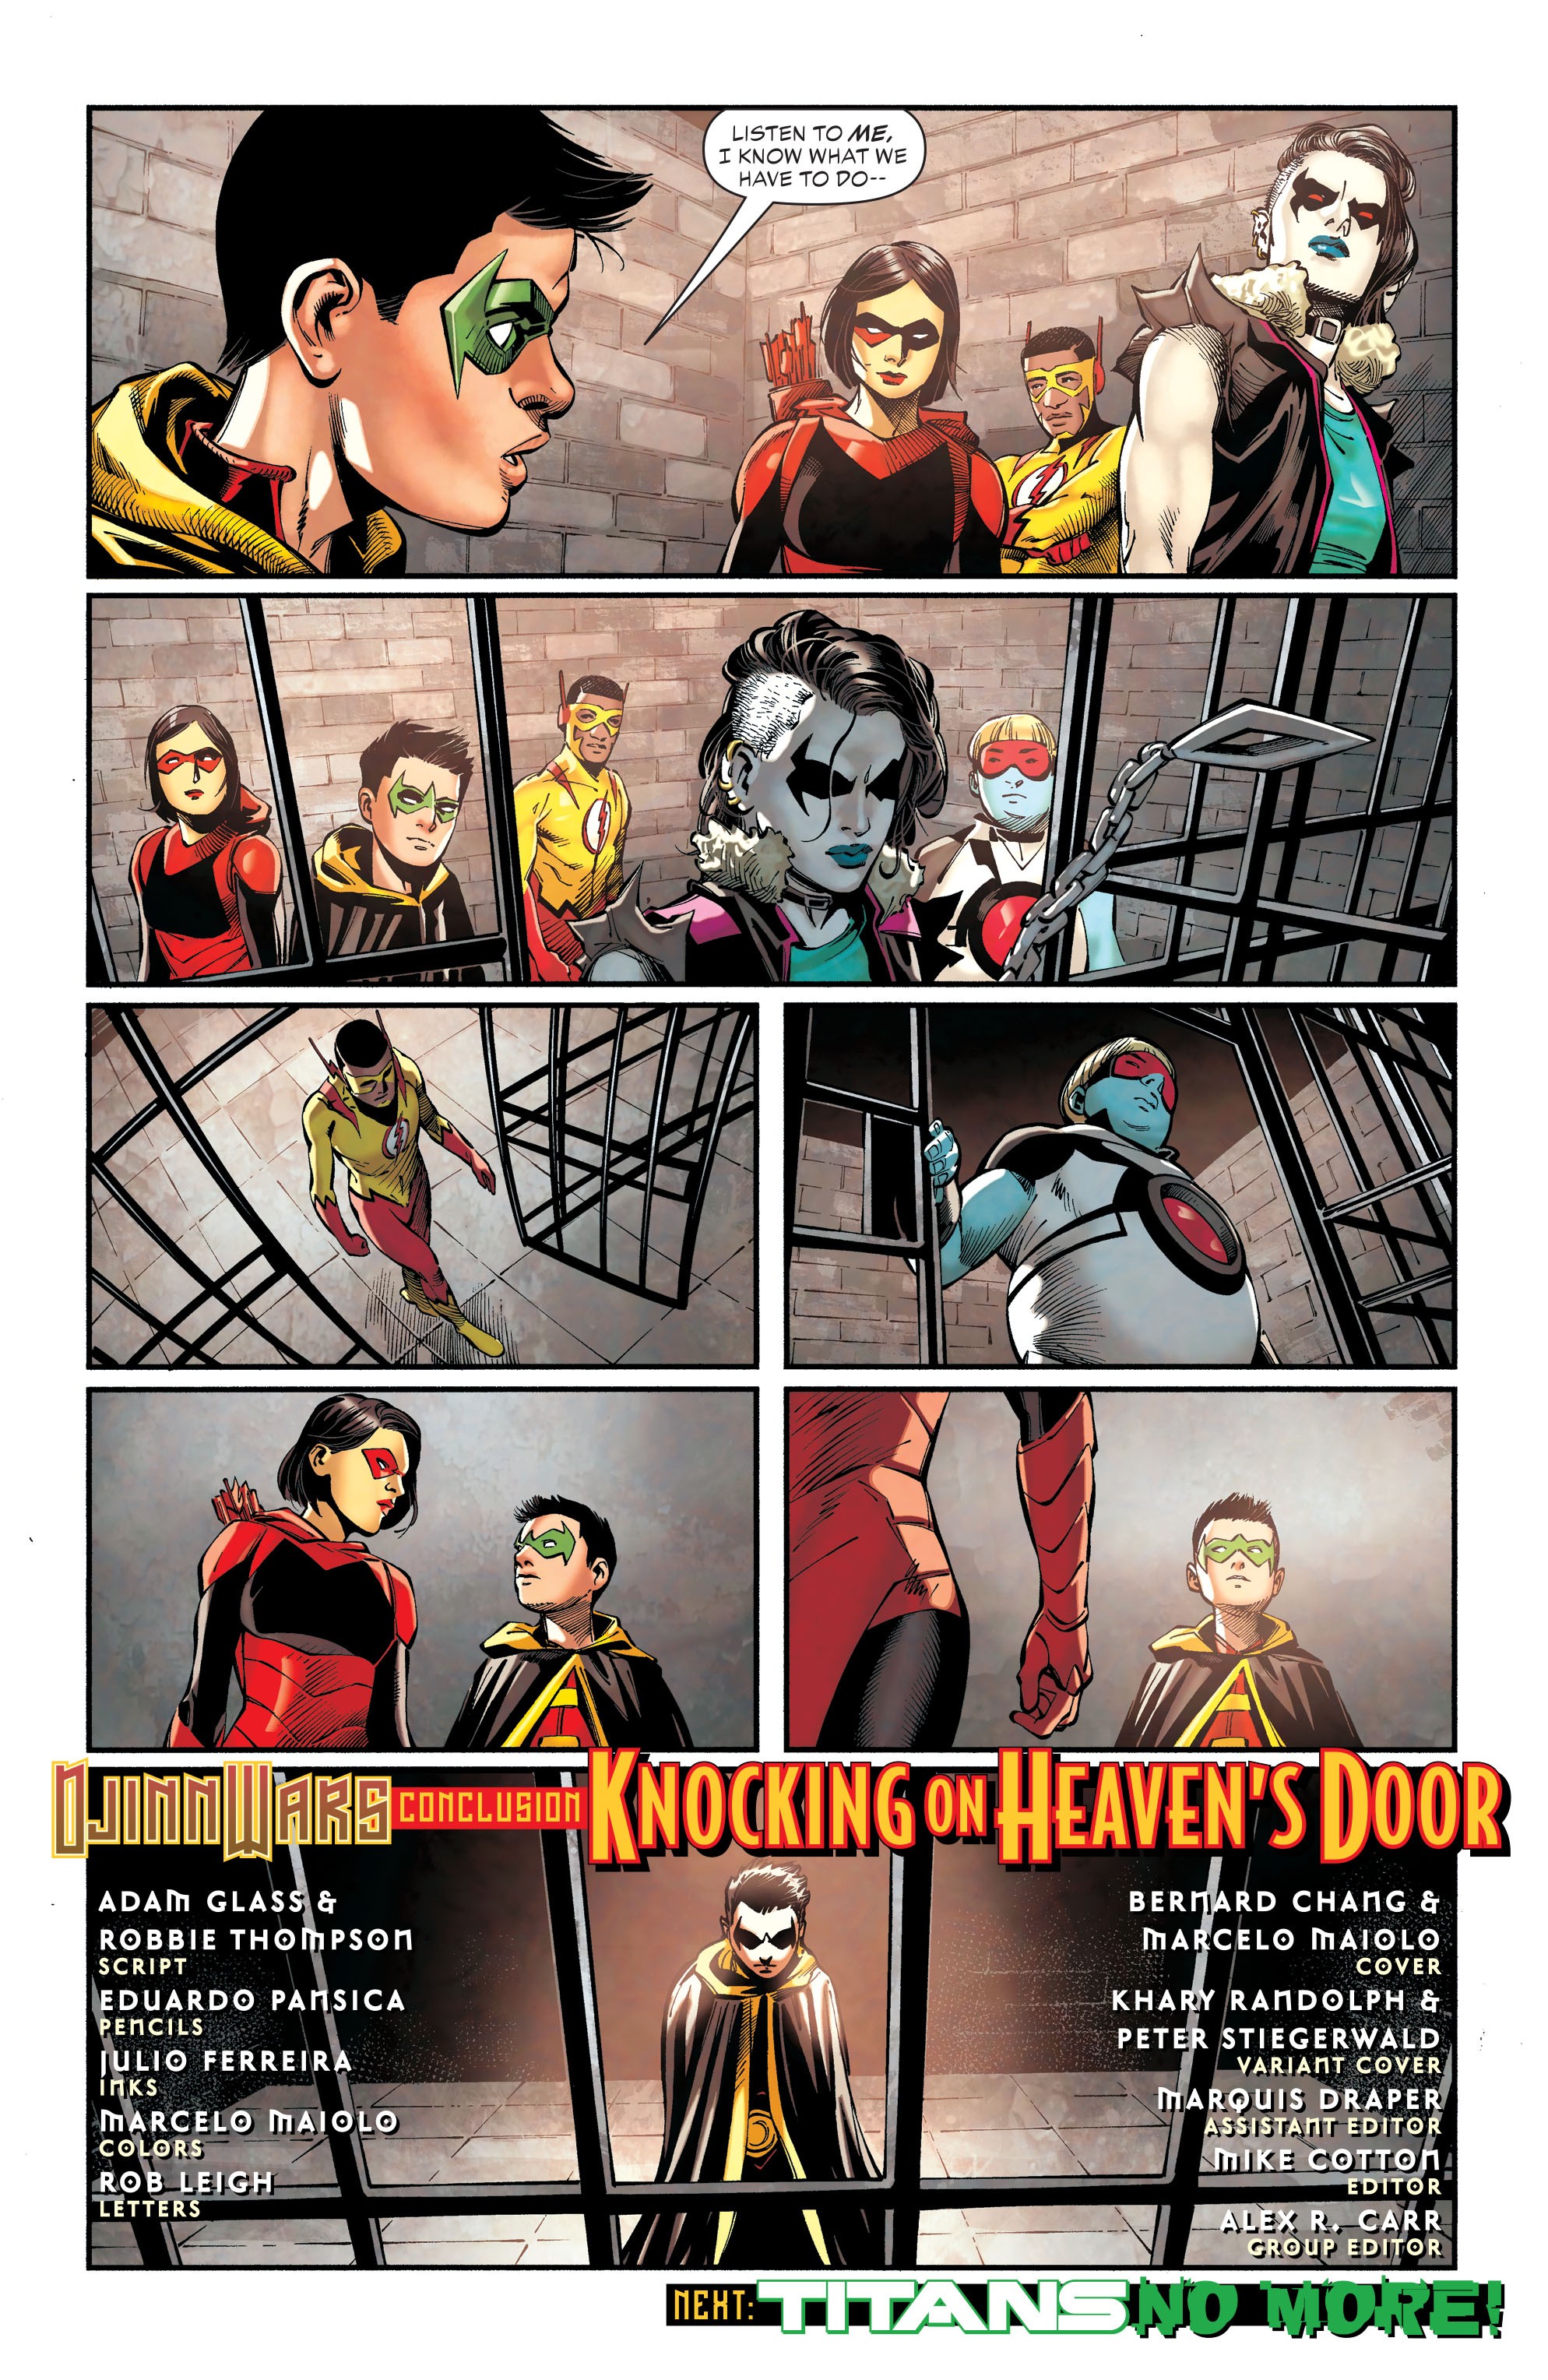 LISTEN TO ME,
I KNOW WHAT WE
HAVE TO DO--
DJINN WARS CONCLUSION KNOCKING ON HEAVEN'S DOOR
ADAM GLASS &
ROBBIE THOMPSON
SCRIPT
EDUARDO PANSICA
PENCILS
JULIO FERREIRA
INKS
MARCELO MAIOLO
COLORS
ROB LEIGH
LETTERS
BERNARD CHANG &
MARCELO MAIOLO
COVER
KHARY RANDOLPH &
PETER STIEGERWALD
VARIANT COVER
MARQUIS DRAPER
ASSISTANT EDITOR
MIKE COTTON
EDITOR
ALEX R. CARR
GROUP EDITOR
NEXT: TITANS NO MORE!